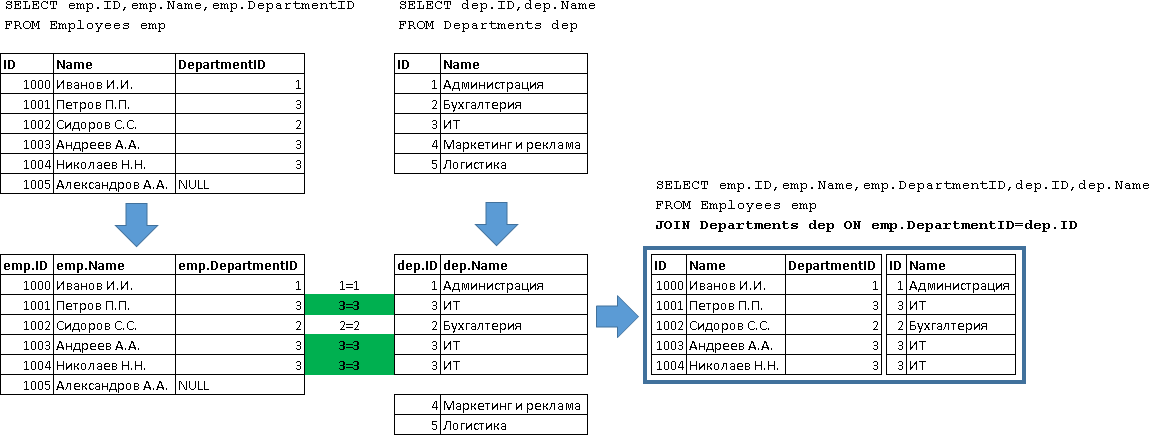 SELECT emp.ID,emp.Name,emp.DepartmentID
FROM Employees emp
ID Name DepartmentID
1000 Иванов И.И. 1
1001 Петров П.П. 3
1002 Сидоров С.С. 2
1003 Андреев А.А. 3
1004 Николаев Н.Н. 3
1005 Александров А.А. NULL
SELECT dep.ID,dep.Name
FROM Departments dep
ID Name
1 Администрация
2 Бухгалтерия
3 ИТ
4 Маркетинг и реклама
5 Логистика
emp.ID emp.Name emp.DepartmentID
1000 Иванов И.И. 1
1001 Петров П.П. 3
1002 Сидоров С.С. 2
1003 Андреев А.А. 3
1004 Николаев Н.Н. 3
1005 Александров А.А. NULL
1=1
3=3
2=2
3=3
3=3
dep.ID dep.Name
1 Администрация
3 ИТ
2 Бухгалтерия
3 ИТ
3 ИТ
4 Маркетинг и реклама
5 Логистика
SELECT emp.ID,emp.Name,emp.DepartmentID,dep.ID,dep.Name
FROM Employees emp
JOIN Departments dep ON emp.DepartmentID=dep.ID
ID Name DepartmentID ID Name
1000 Иванов И.И. 1 1 Администрация
1001 Петров П.П. 3 3 ИТ
1002 Сидоров С.С. 2 2 Бухгалтерия
1003 Андреев А.А. 3 3 ИТ
1004 Николаев Н.Н. 3 3 ИТ